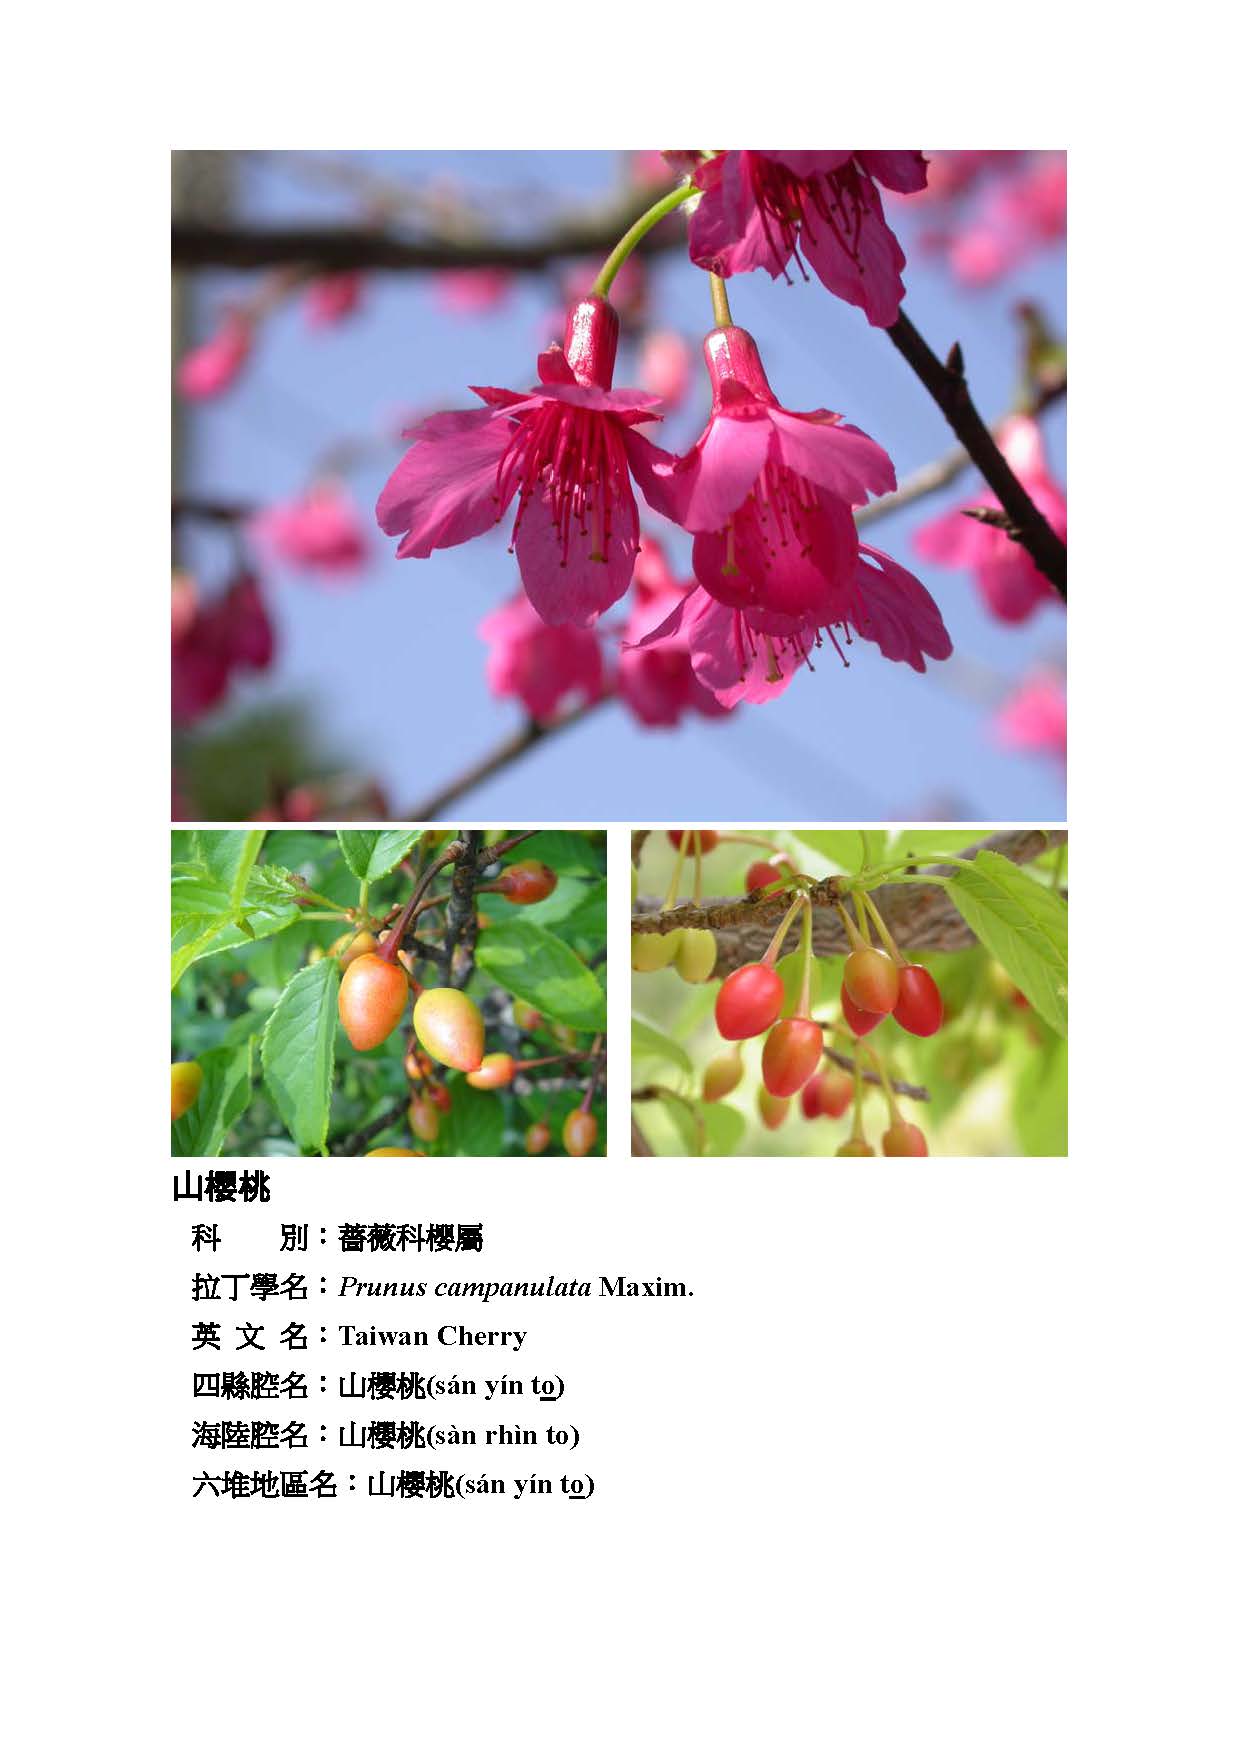 山櫻桃
科　　別：薔薇科櫻屬
拉丁學名：Prunus campanulata Maxim.
英 文 名：Taiwan Cherry
四縣腔名：山櫻桃(sán yín to)
海陸腔名：山櫻桃(sàn rhìn to)
六堆地區名：山櫻桃(sán yín to)